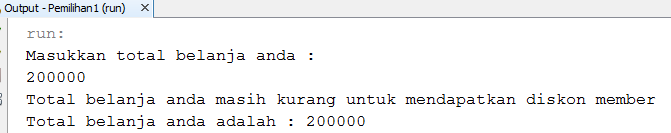 Output - Pemilihan1 (run)
run:
Masukkan total belanja anda :
200000
Total belanja anda masih kurang untuk mendapatkan diskon member
Total belanja anda adalah : 200000